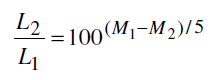 L₂/L₁ = 100^(M₁−M₂)/5